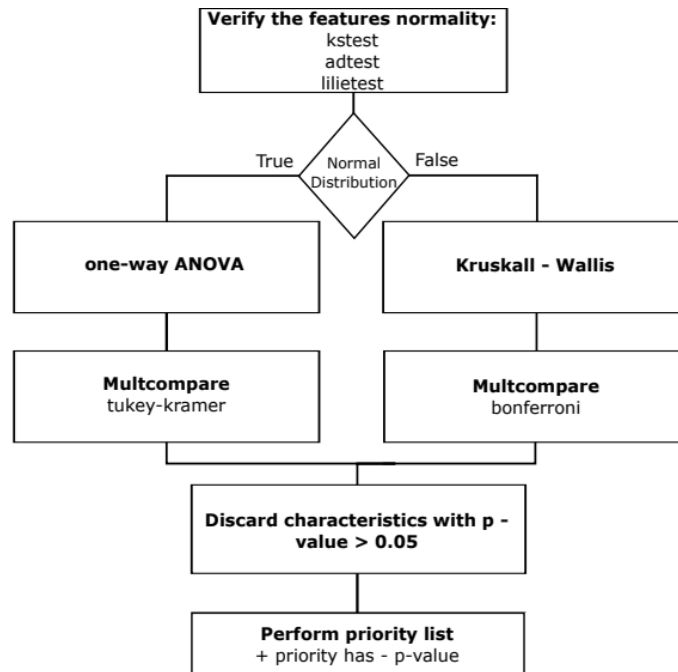 Verify the features normality:
kstest
adtest
lilietest
True
Normal
Distribution
False
one-way ANOVA
Kruskall - Wallis
Multcompare
tukey-kramer
Multcompare
bonferroni
Discard characteristics with p -
value > 0.05
Perform priority list
+ priority has - p-value